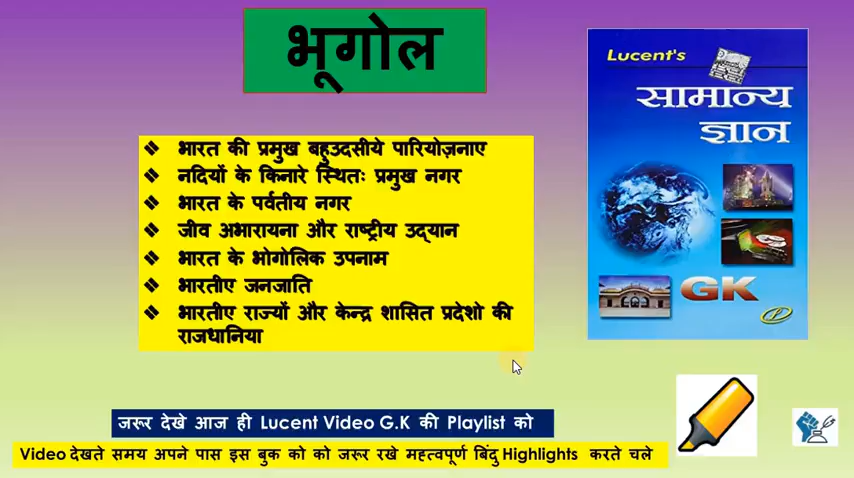 भूगोल
Lucent's
सामान्य
ज्ञान
GK
❖ भारत की प्रमुख बहुउदसीये पारियोज़नाए
❖ नदियों के किनारे स्थितः प्रमुख नगर
❖ भारत के पर्वतीय नगर
❖ जीव अभारायना और राष्ट्रीय उद्यान
❖ भारत के भोगोलिक उपनाम
❖ भारतीए जनजाति
❖ भारतीए राज्यों और केन्द्र शासित प्रदेशो की
राजधानिया
जरूर देखे आज ही Lucent Video G.K की Playlist को
Video देखते समय अपने पास इस बुक को को जरूर रखे महत्वपूर्ण बिंदु Highlights करते चले